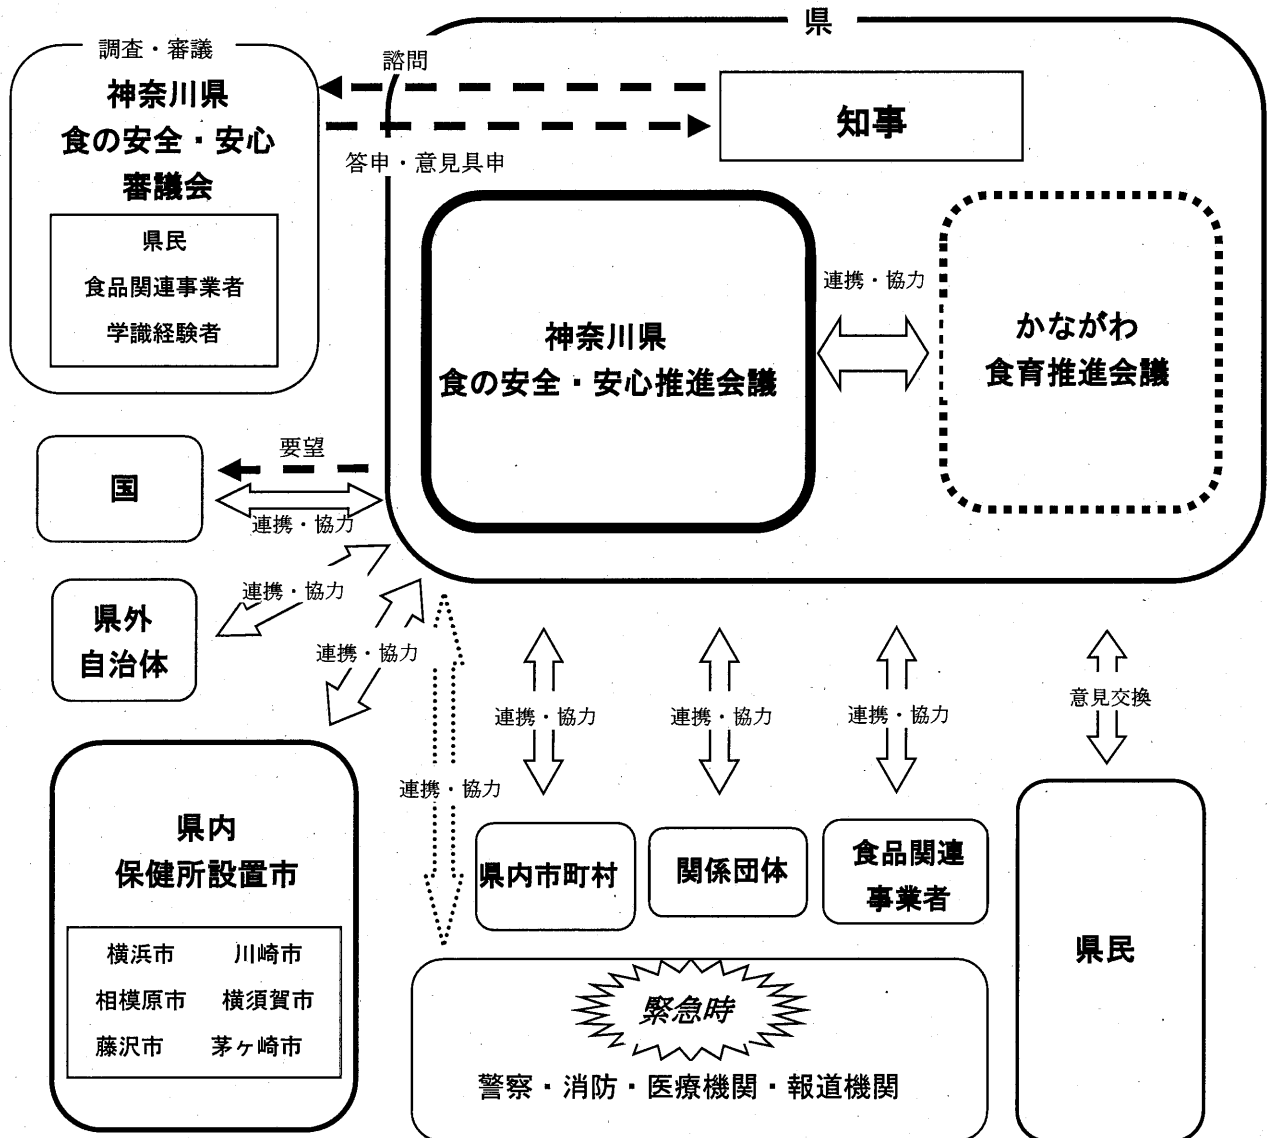 県
調査・審議
神奈川県
食の安全・安心
審議会
県民
食品関連事業者
学識経験者
諮問
答申・意見具申
知事
神奈川県
食の安全・安心推進会議
連携・協力
かながわ
食育推進会議
国
要望
連携・協力
県外
自治体
連携・協力
連携・協力
県内
保健所設置市
横浜市 川崎市
相模原市 横須賀市
藤沢市 茅ヶ崎市
連携・協力
連携・協力
連携・協力
連携・協力
意見交換
県内市町村
関係団体
食品関連
事業者
県民
緊急時
警察・消防・医療機関・報道機関